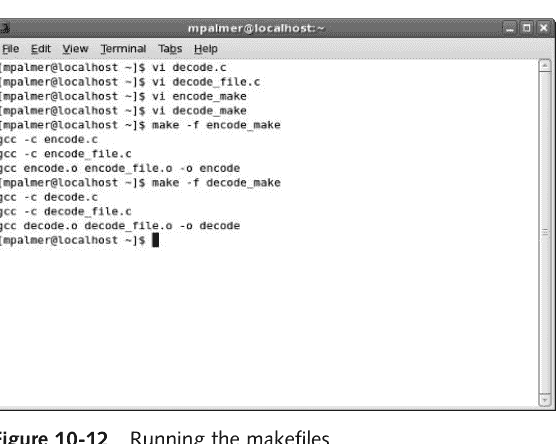 mpalmer@localhost:~
File Edit View Terminal Tabs Help
[mpalmer@localhost ~]$ vi decode.c
[mpalmer@localhost ~]$ vi decode_file.c
[mpalmer@localhost ~]$ vi encode_make
[mpalmer@localhost ~]$ vi decode_make
[mpalmer@localhost ~]$ make -f encode_make
gcc -c encode.c
gcc -c encode_file.c
gcc encode.o encode_file.o -o encode
[mpalmer@localhost ~]$ make -f decode_make
gcc -c decode.c
gcc -c decode_file.c
gcc decode.o decode_file.o -o decode
[mpalmer@localhost ~]$
Figure 10-12 Running the makefiles